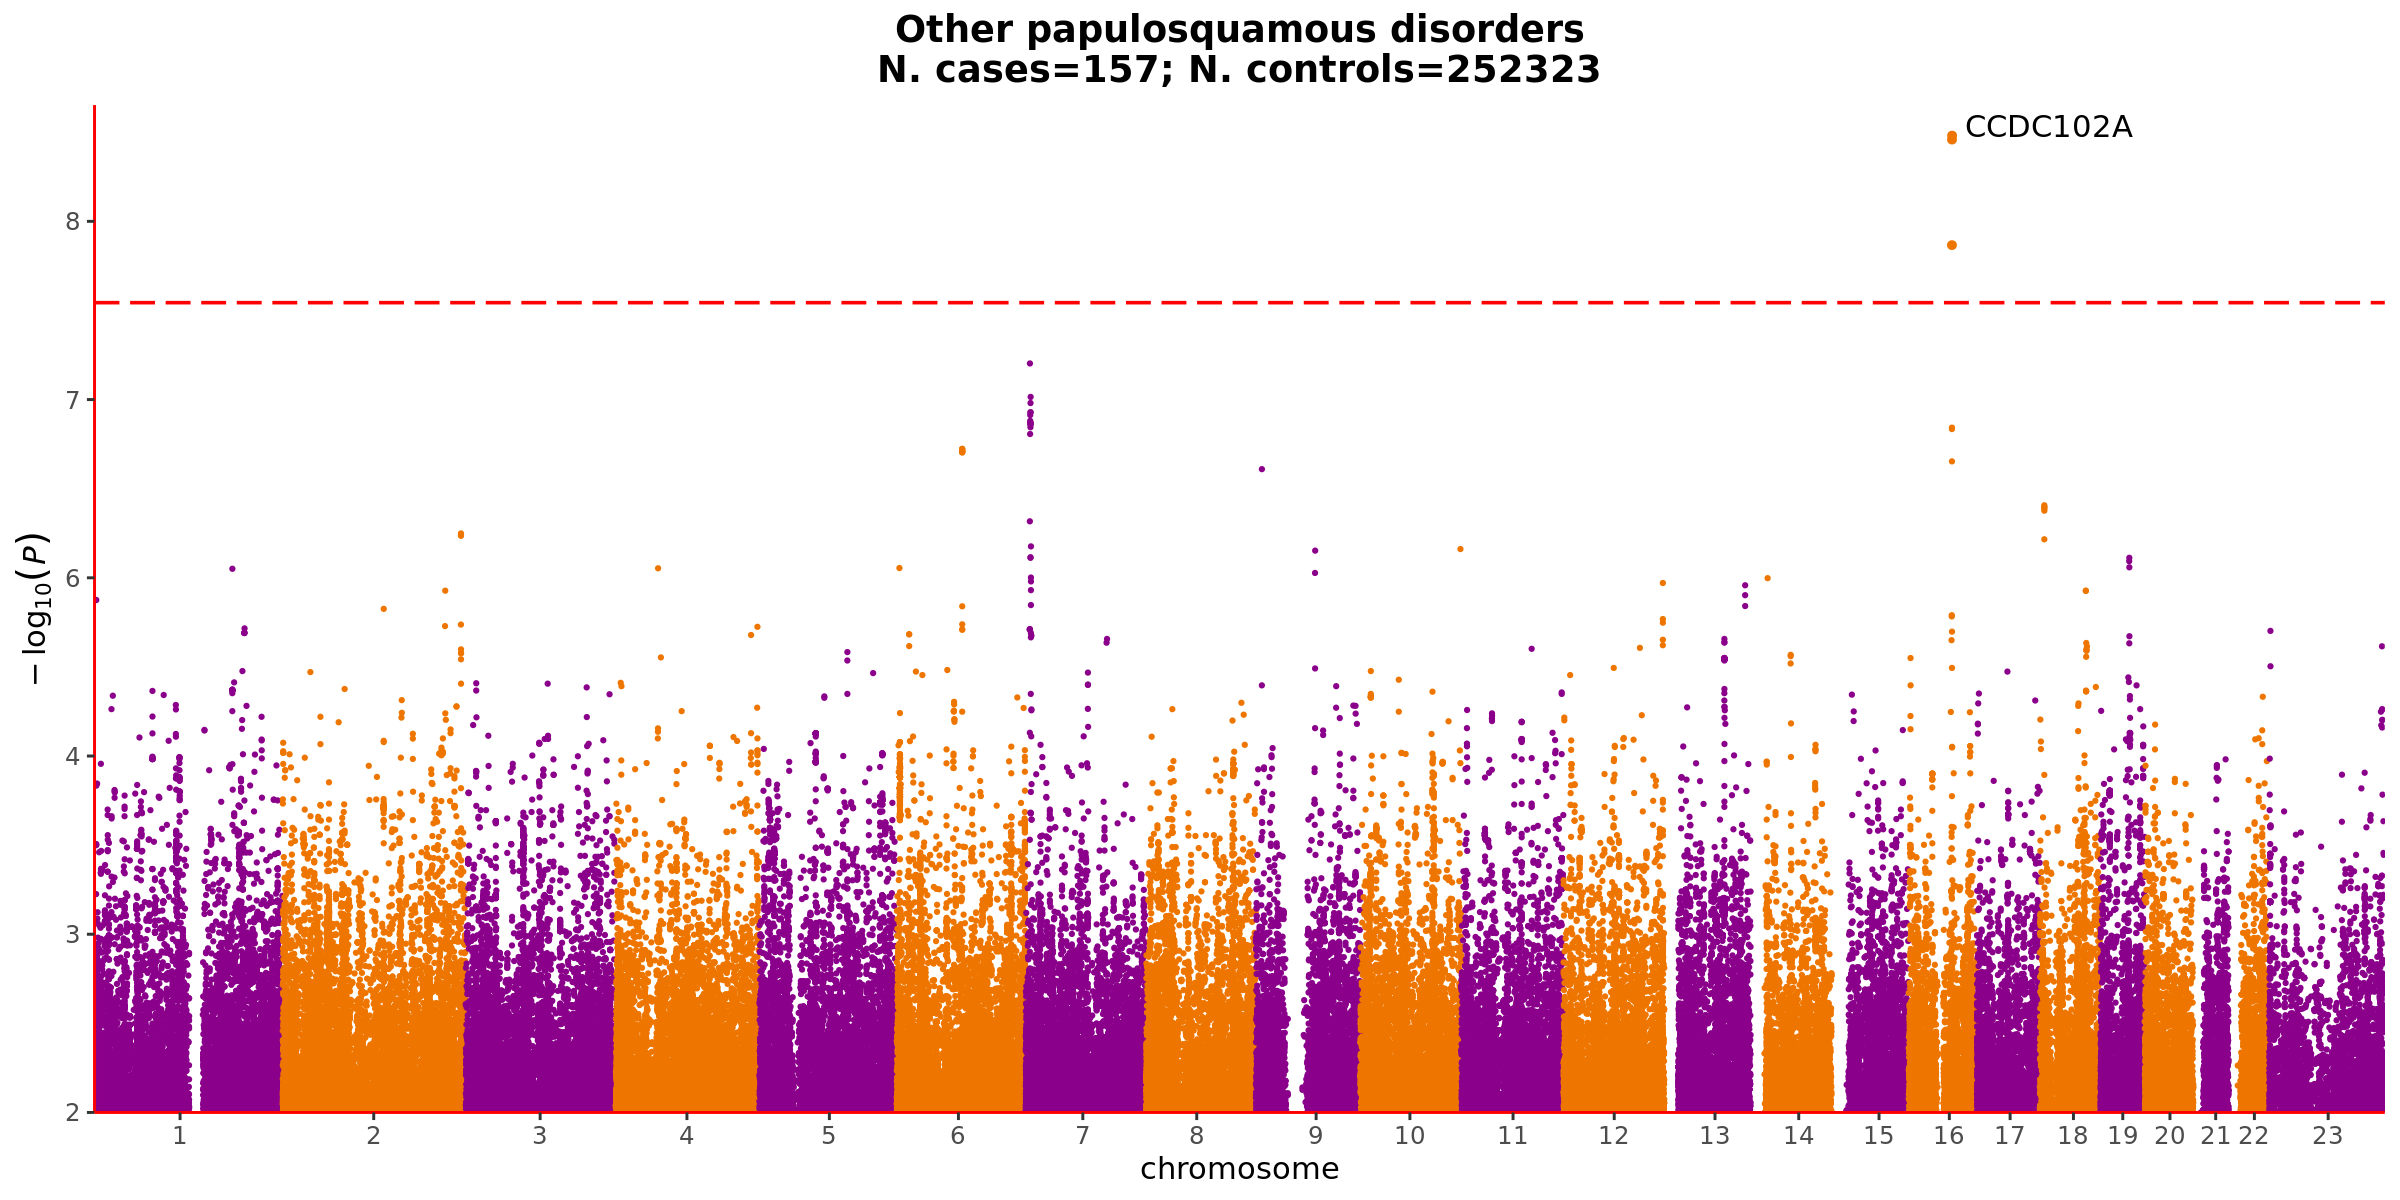 Other papulosquamous disorders
N. cases=157; N. controls=252323
CCDC102A
8
7
6
4
3
2
−log10(P)
1 2 3 4 5 6 7 8 9 10 11 12 13 14 15 16 17 18 19 20 21 22 23
chromosome